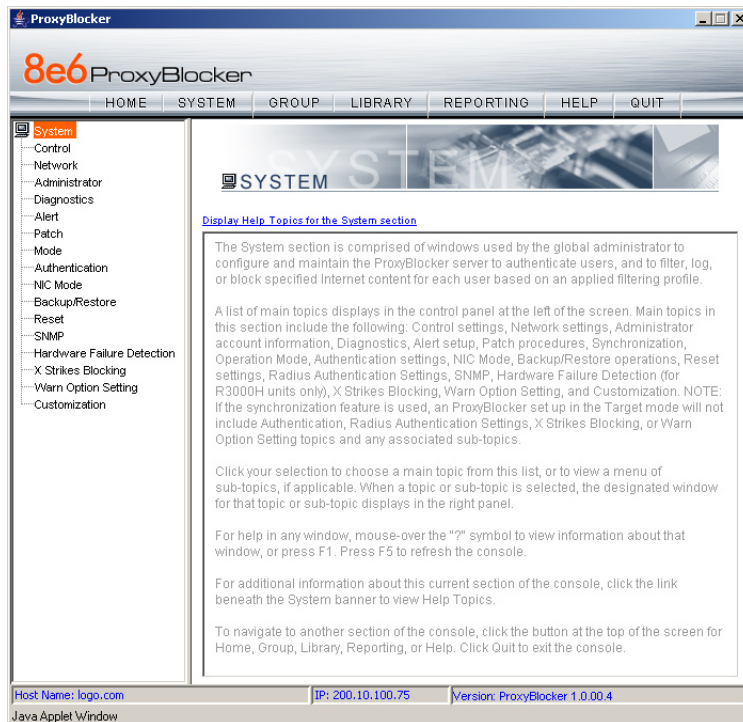 ProxyBlocker
8e6 ProxyBlocker
HOME SYSTEM GROUP LIBRARY REPORTING HELP QUIT
System
Control
Network
Administrator
Diagnostics
Alert
Patch
Mode
Authentication
NIC Mode
Backup/Restore
Reset
SNMP
Hardware Failure Detection
X Strikes Blocking
Warn Option Setting
Customization
SYSTEM
SYSTEM
Display Help Topics for the System section
The System section is comprised of windows used by the global administrator to
configure and maintain the ProxyBlocker server to authenticate users, and to filter, log,
or block specified Internet content for each user based on an applied filtering profile.
A list of main topics displays in the control panel at the left of the screen. Main topics in
this section include the following: Control settings, Network settings, Administrator
account information, Diagnostics, Alert setup, Patch procedures, Synchronization,
Operation Mode, Authentication settings, NIC Mode, Backup/Restore operations, Reset
settings, Radius Authentication Settings, SNMP, Hardware Failure Detection (for
R3000H units only), X Strikes Blocking, Warn Option Setting, and Customization. NOTE:
If the synchronization feature is used, an ProxyBlocker set up in the Target mode will not
include Authentication, Radius Authentication Settings, X Strikes Blocking, or Warn
Option Setting topics and any associated sub-topics.
Click your selection to choose a main topic from this list, or to view a menu of
sub-topics, if applicable. When a topic or sub-topic is selected, the designated window
for that topic or sub-topic displays in the right panel.
For help in any window, mouse-over the "?" symbol to view information about that
window, or press F1. Press F5 to refresh the console.
For additional information about this current section of the console, click the link
beneath the System banner to view Help Topics.
To navigate to another section of the console, click the button at the top of the screen for
Home, Group, Library, Reporting, or Help. Click Quit to exit the console.
Host Name: logo.com IP: 200.10.100.75 Version: ProxyBlocker 1.0.00.4
Java Applet Window